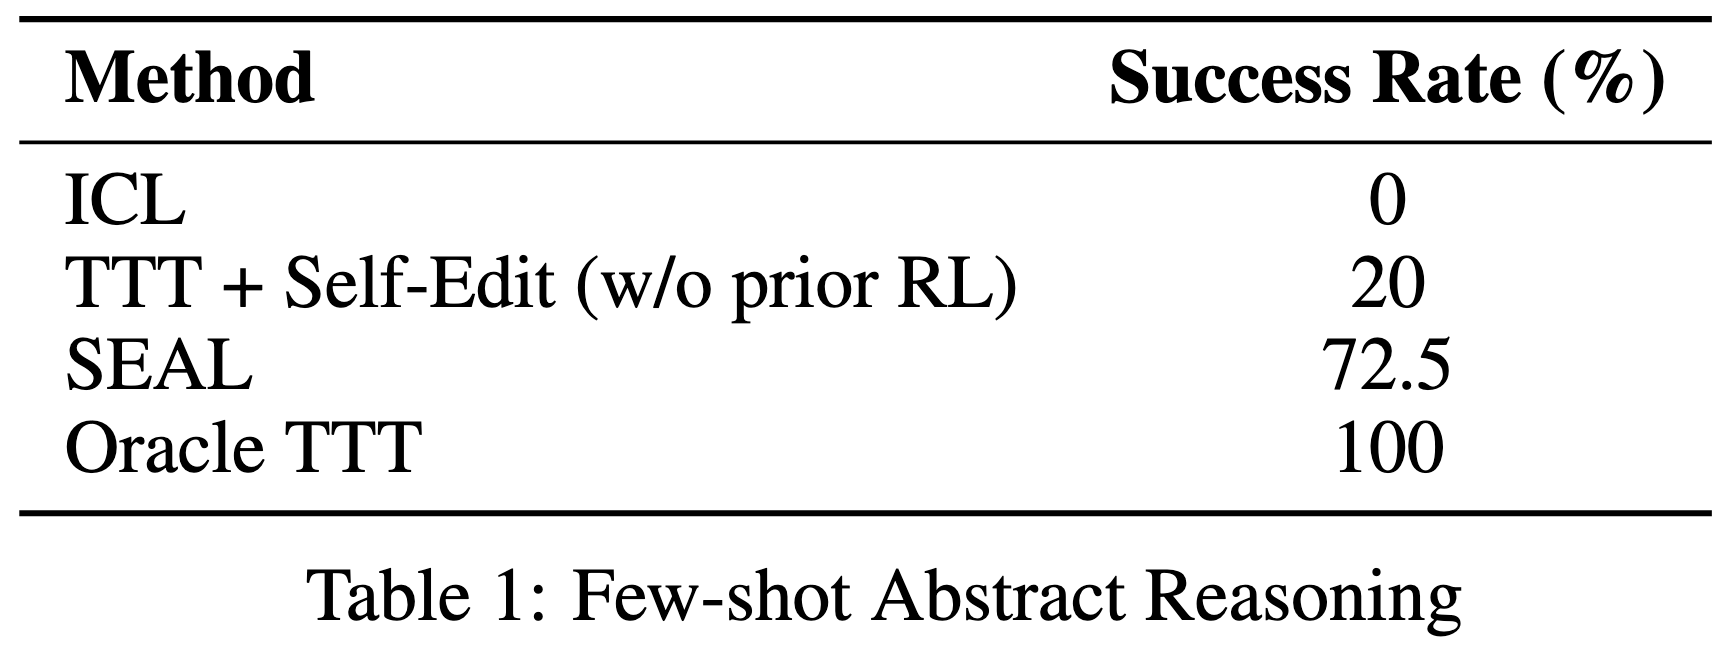 Method Success Rate (%)
ICL 0
TTT + Self-Edit (w/o prior RL) 20
SEAL 72.5
Oracle TTT 100
Table 1: Few-shot Abstract Reasoning